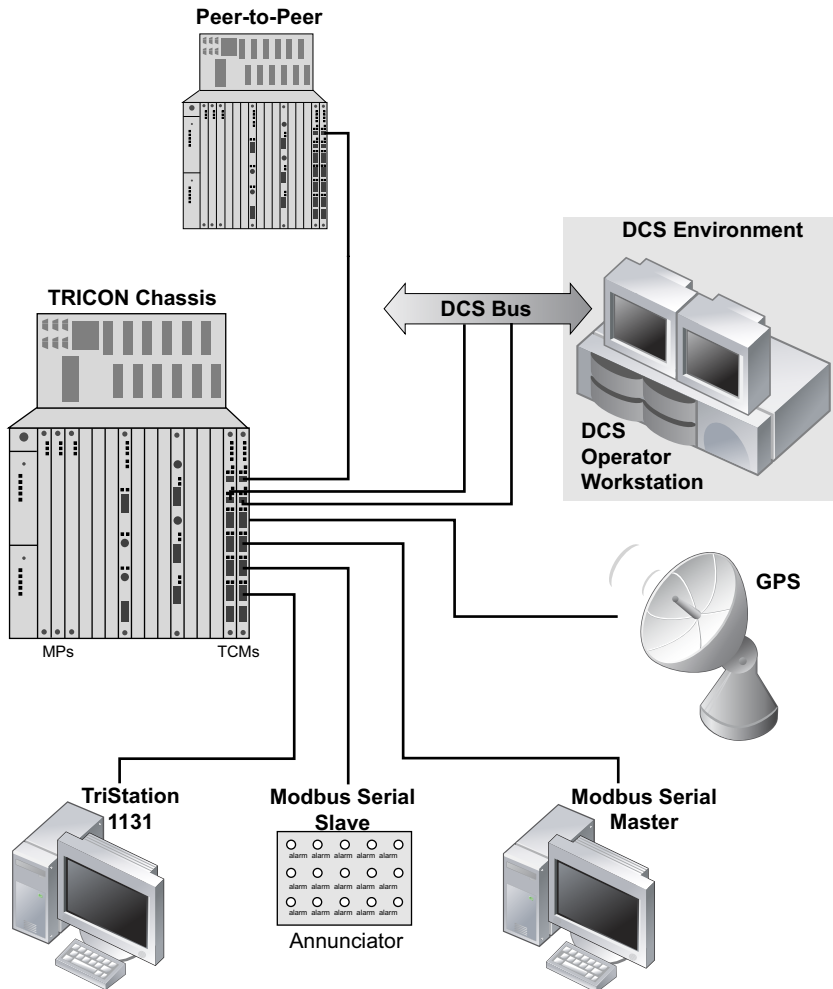 Peer-to-Peer
DCS Environment
TRICON Chassis
DCS Bus
DCS
Operator
Workstation
GPS
MPs
TCMs
TriStation
1131
Modbus Serial
Slave
Modbus Serial
Master
alarm alarm alarm alarm alarm
alarm alarm alarm alarm alarm
alarm alarm alarm alarm alarm
Annunciator